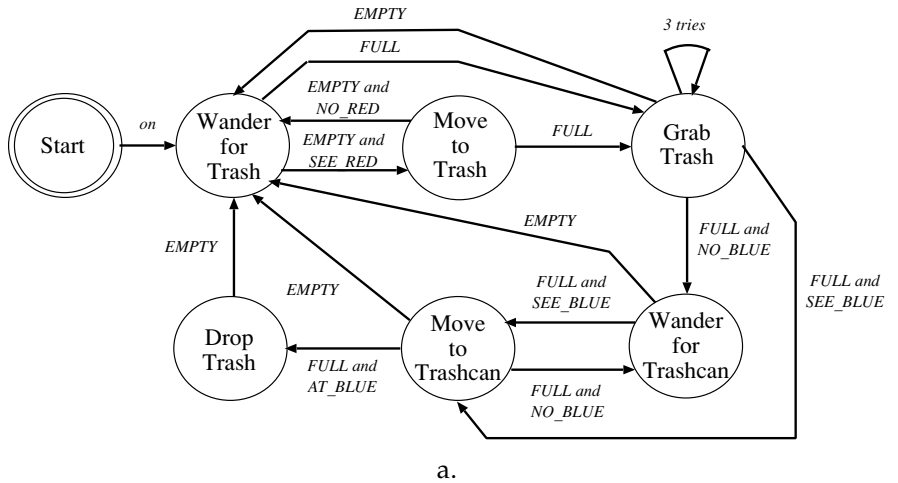 EMPTY
3 tries
FULL
EMPTY and
NO_RED
on
Start
Wander
for
Trash
EMPTY and
SEE_RED
Move
to
Trash
FULL
Grab
Trash
EMPTY
FULL and
NO_BLUE
EMPTY
FULL and
SEE_BLUE
EMPTY
FULL and
SEE_BLUE
Drop
Trash
FULL and
AT_BLUE
Move
to
Trashcan
FULL and
NO_BLUE
Wander
for
Trashcan
a.